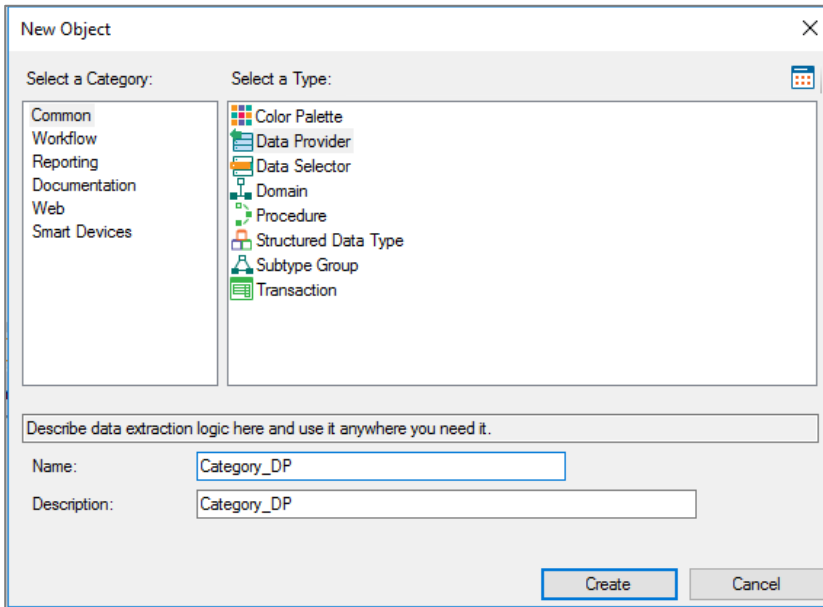 New Object
Select a Category:
Select a Type:
Common
Workflow
Reporting
Documentation
Web
Smart Devices
Color Palette
Data Provider
Data Selector
Domain
Procedure
Structured Data Type
Subtype Group
Transaction
Describe data extraction logic here and use it anywhere you need it.
Name: Category_DP
Description: Category_DP
Create Cancel